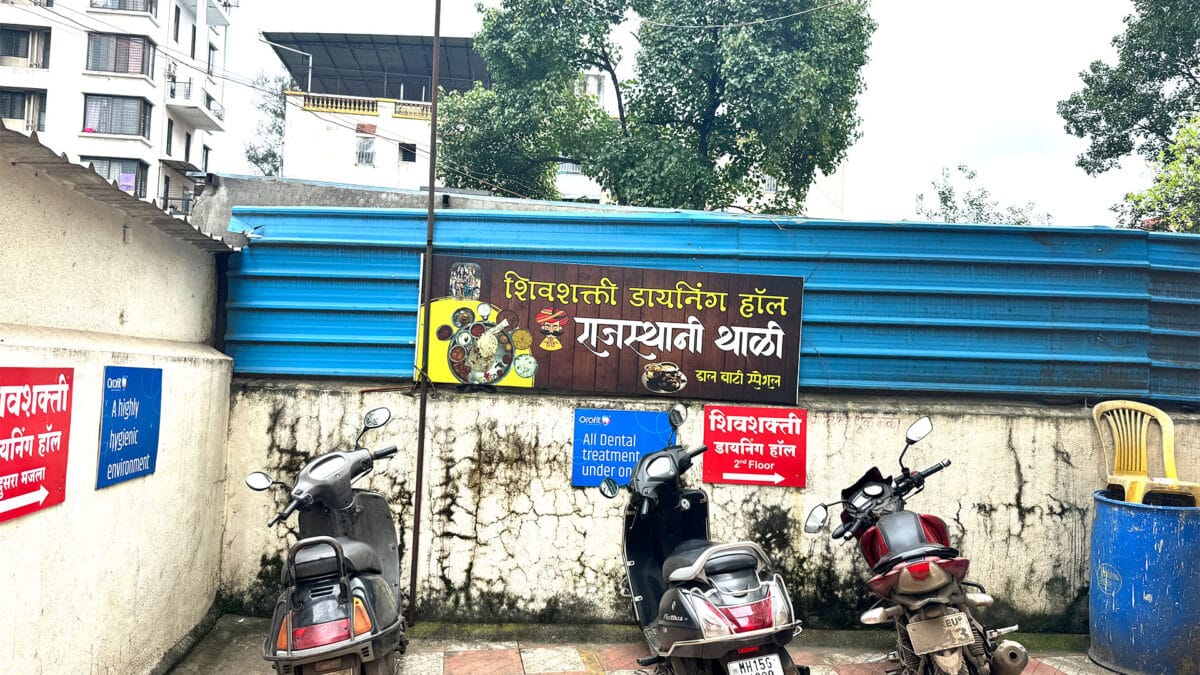 शिवशक्ती डायनिंग हॉल
राजस्थानी थाळी
डाल बाटी स्पेशल
शिवशक्ती
डायनिंग हॉल
दुसरा मजला
Orofit
A highly
hygienic
environment
Orofit
All Dental
treatment
under on
शिवशक्ती
डायनिंग हॉल
2nd Floor
MH15G